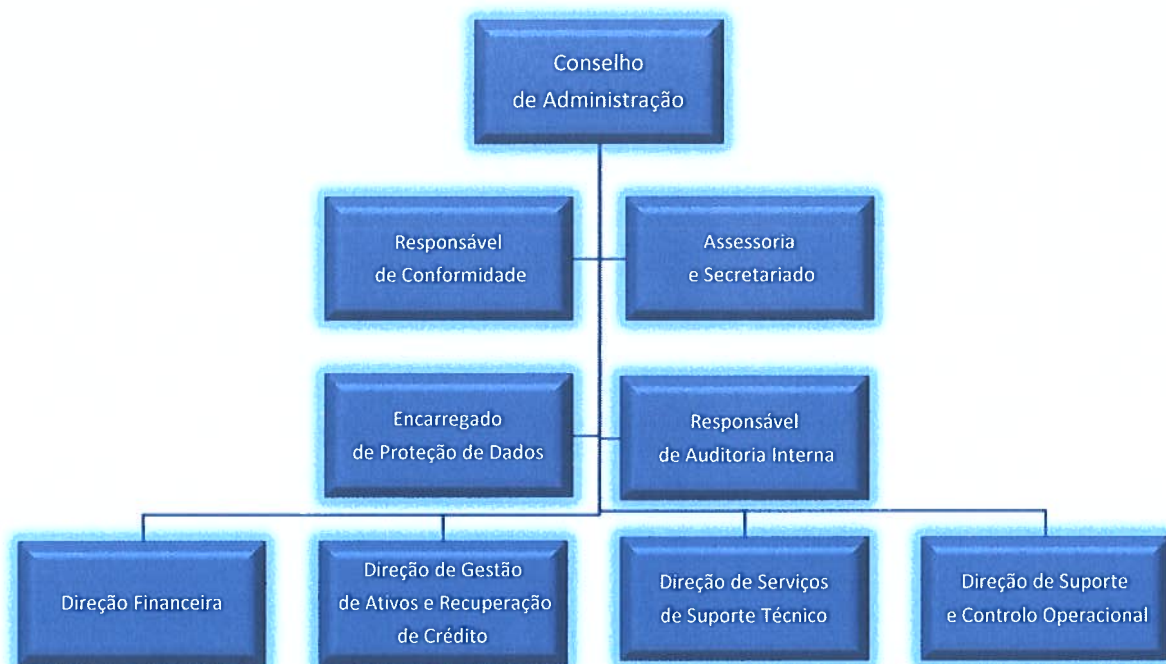 Conselho
de Administração
Responsável
de Conformidade
Assessoria
e Secretariado
Encarregado
de Proteção de Dados
Responsável
de Auditoria Interna
Direção Financeira
Direção de Gestão
de Ativos e Recuperação
de Crédito
Direção de Serviços
de Suporte Técnico
Direção de Suporte
e Controlo Operacional